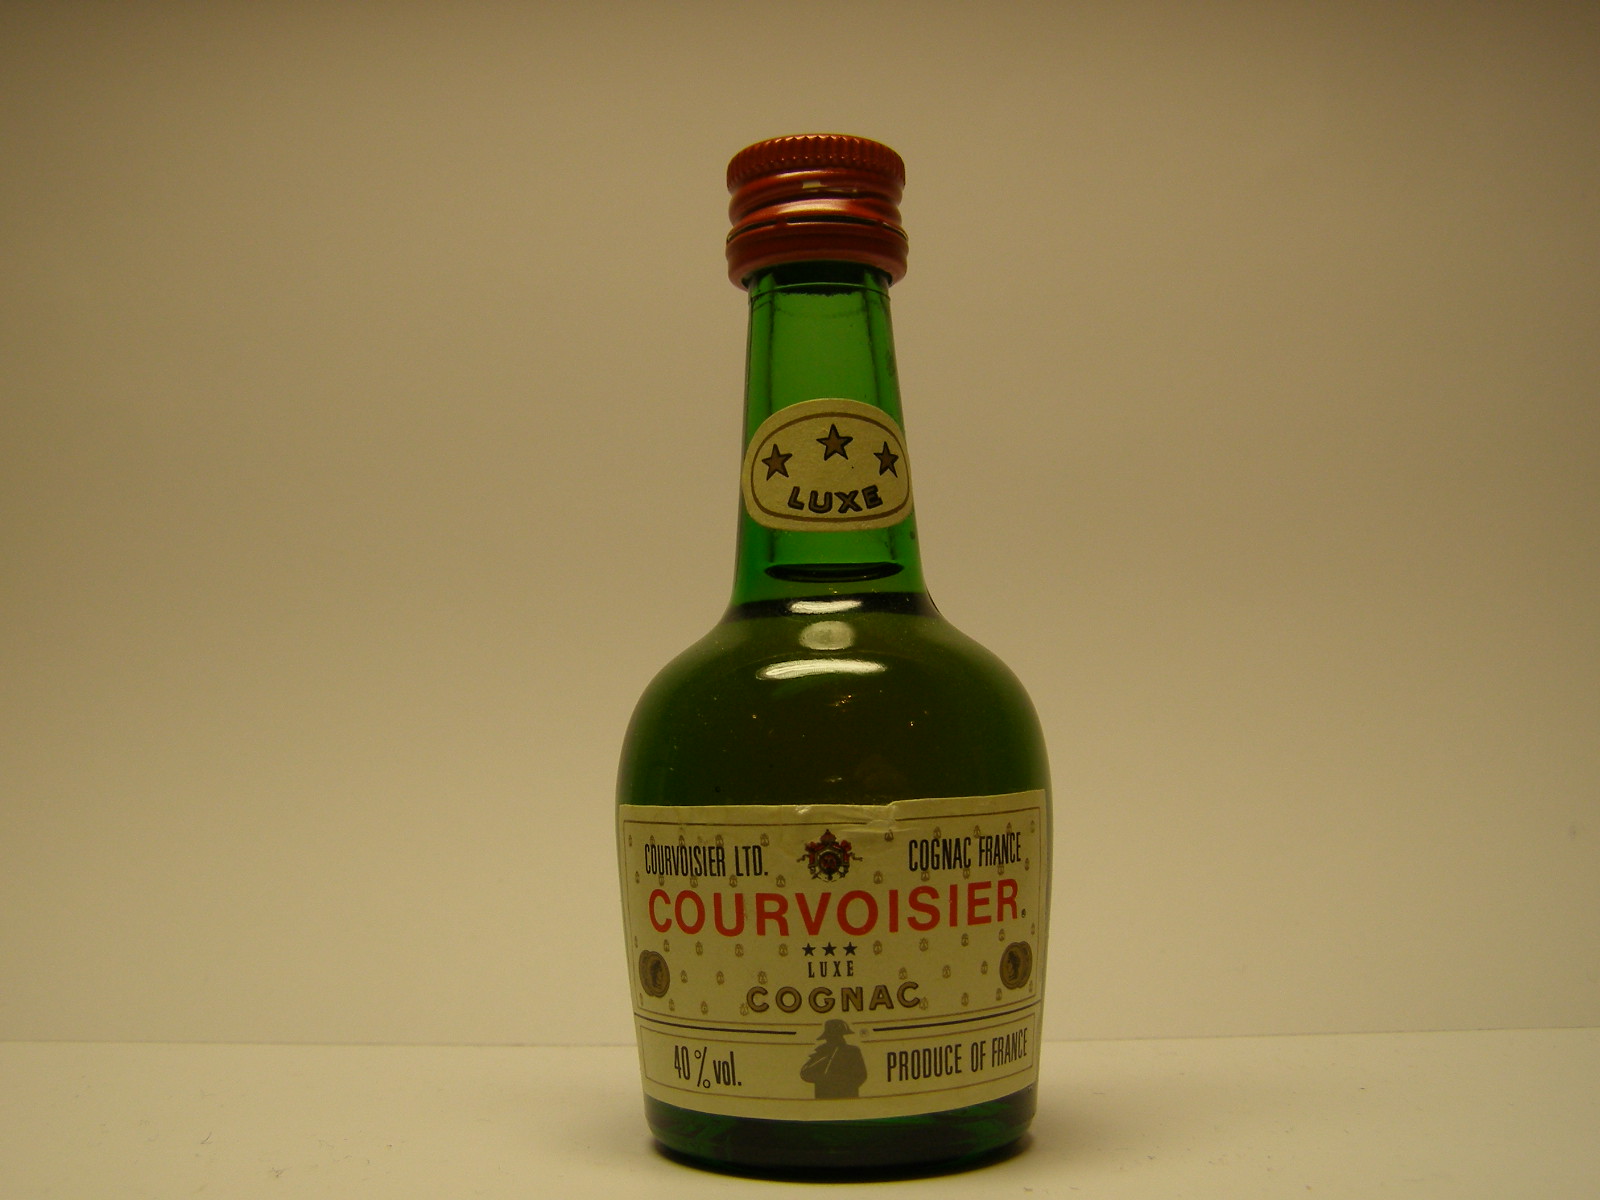 LUXE
COURVOISIER LTD. COGNAC FRANCE
COURVOISIER
LUXE
COGNAC
40% vol. PRODUCE OF FRANCE